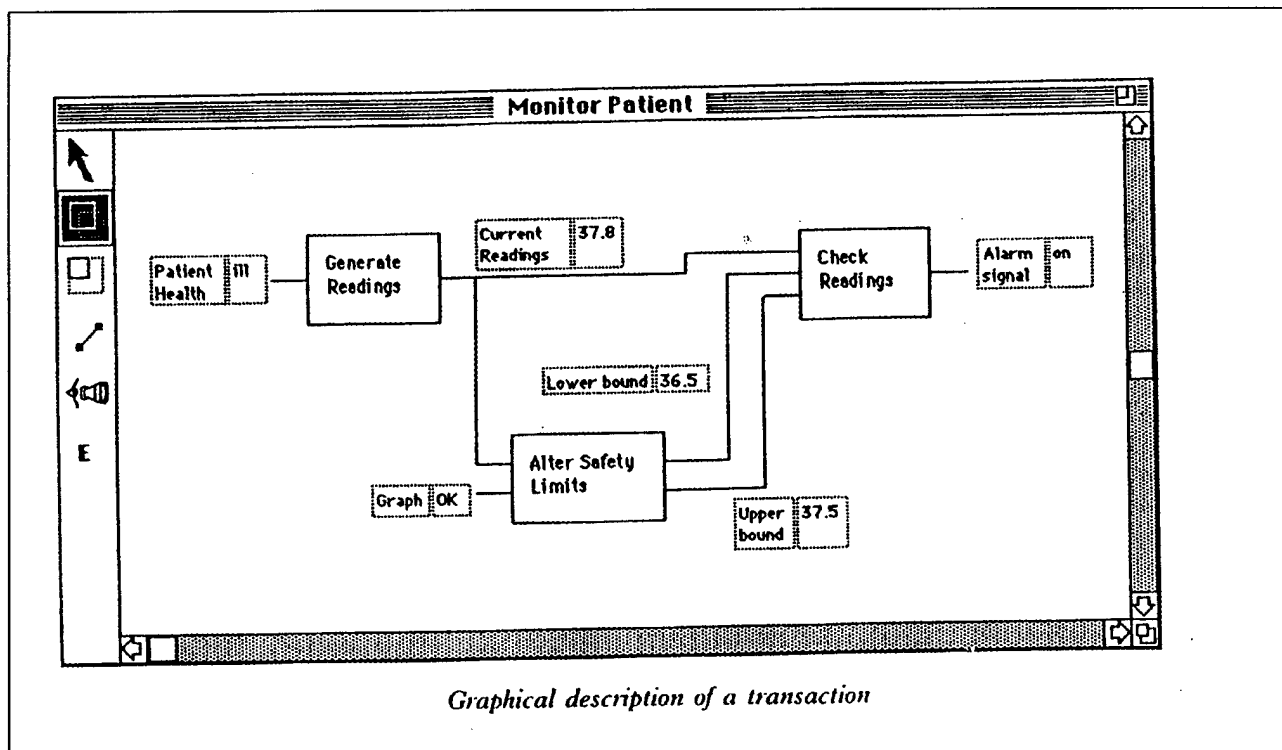 Monitor Patient
Patient
Health
ill
Generate
Readings
Current
Readings
37.8
Check
Readings
Alarm
signal
on
Lower bound 36.5
Alter Safety
Limits
Graph OK
Upper
bound
37.5
E
Graphical description of a transaction